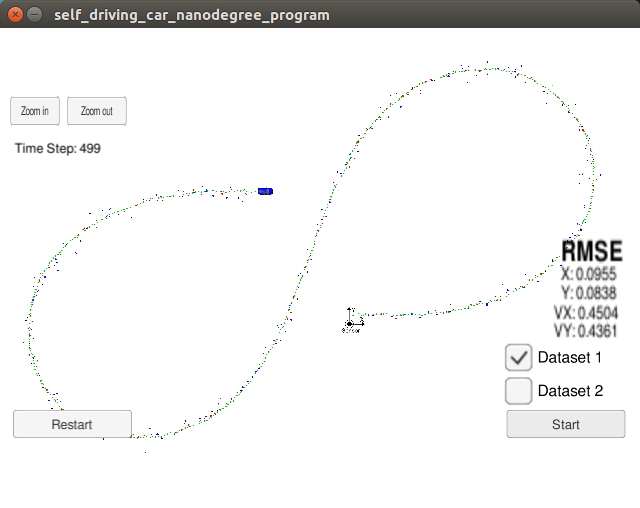 self_driving_car_nanodegree_program
Zoom in
Zoom out
Time Step: 499
RMSE
X: 0.0955
Y: 0.0838
VX: 0.4504
VY: 0.4361
Sensor
Dataset 1
Dataset 2
Restart
Start